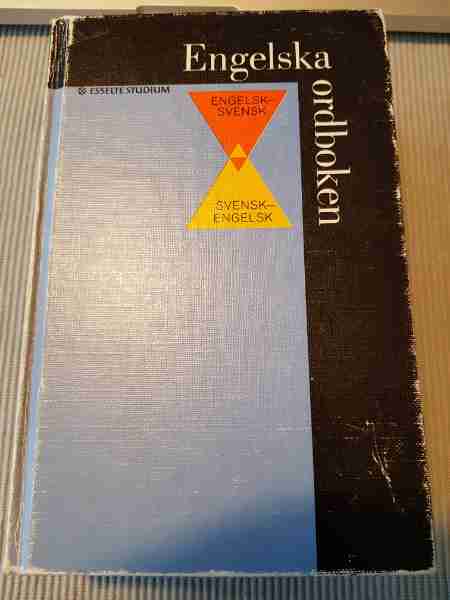 Engelska
ordboken
ESSELTE STUDIUM
ENGELSK–
SVENSK
SVENSK–
ENGELSK